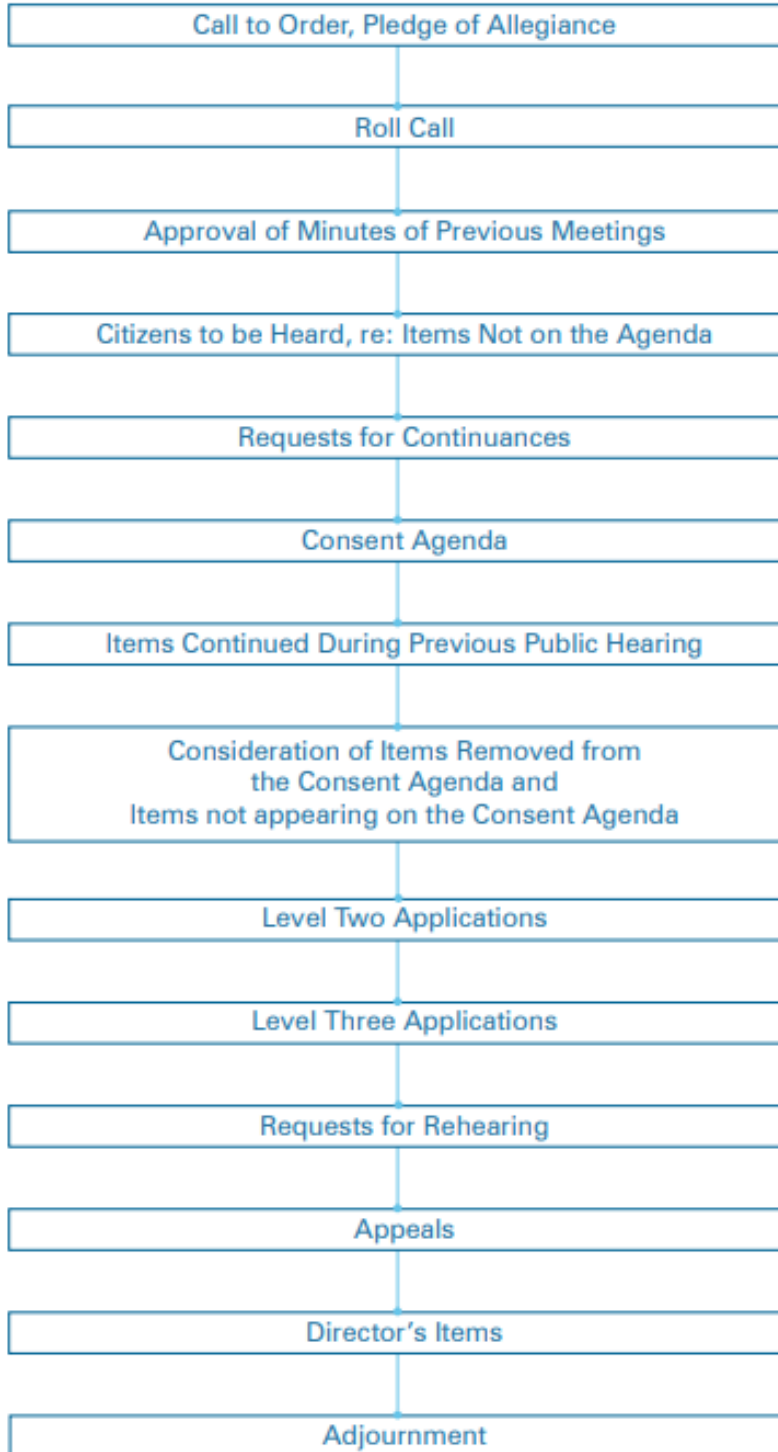 Call to Order, Pledge of Allegiance
Roll Call
Approval of Minutes of Previous Meetings
Citizens to be Heard, re: Items Not on the Agenda
Requests for Continuances
Consent Agenda
Items Continued During Previous Public Hearing
Consideration of Items Removed from
the Consent Agenda and
Items not appearing on the Consent Agenda
Level Two Applications
Level Three Applications
Requests for Rehearing
Appeals
Director’s Items
Adjournment